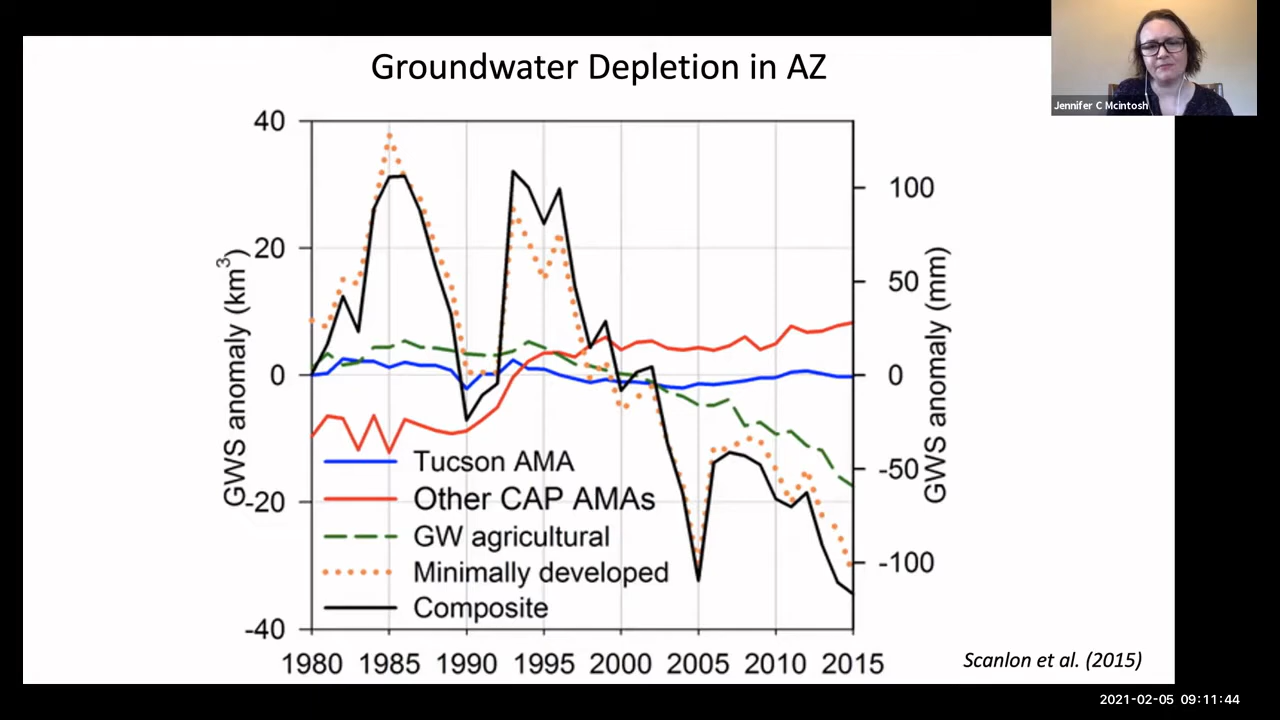 Groundwater Depletion in AZ
Jennifer C Mcintosh
40
20
0
-20
-40
GWS anomaly (km³)
100
50
0
-50
-100
GWS anomaly (mm)
Tucson AMA
Other CAP AMAs
GW agricultural
Minimally developed
Composite
1980 1985 1990 1995 2000 2005 2010 2015
Scanlon et al. (2015)
2021-02-05 09:11:44